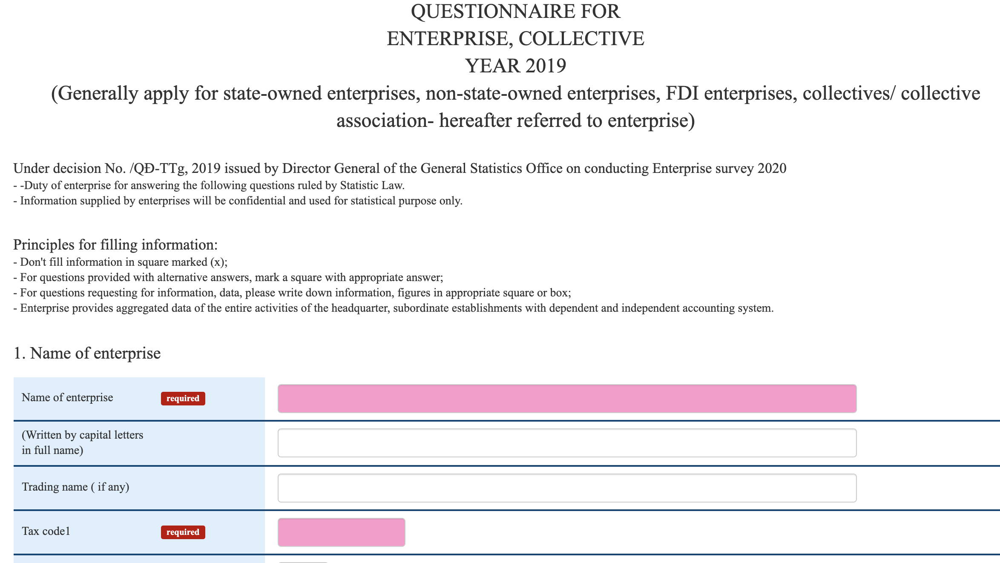 QUESTIONNAIRE FOR
ENTERPRISE, COLLECTIVE
YEAR 2019
(Generally apply for state-owned enterprises, non-state-owned enterprises, FDI enterprises, collectives/ collective
association- hereafter referred to enterprise)
Under decision No. /QĐ-TTg, 2019 issued by Director General of the General Statistics Office on conducting Enterprise survey 2020
- -Duty of enterprise for answering the following questions ruled by Statistic Law.
- Information supplied by enterprises will be confidential and used for statistical purpose only.
Principles for filling information:
- Don't fill information in square marked (x);
- For questions provided with alternative answers, mark a square with appropriate answer;
- For questions requesting for information, data, please write down information, figures in appropriate square or box;
- Enterprise provides aggregated data of the entire activities of the headquarter, subordinate establishments with dependent and independent accounting system.
1. Name of enterprise
Name of enterprise required
(Written by capital letters
in full name)
Trading name ( if any)
Tax code1 required